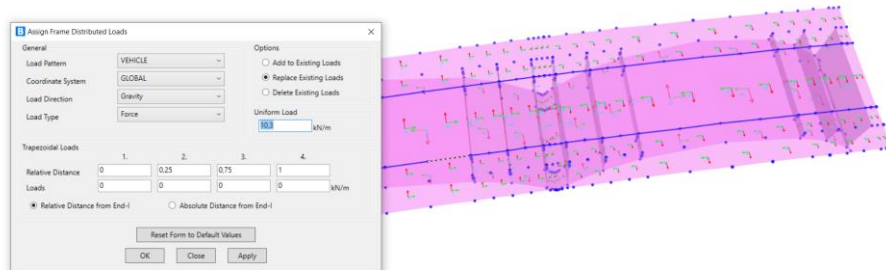 B Assign Frame Distributed Loads
General
Load Pattern VEHICLE
Coordinate System GLOBAL
Load Direction Gravity
Load Type Force
Options
Add to Existing Loads
Replace Existing Loads
Delete Existing Loads
Uniform Load
10,3 kN/m
Trapezoidal Loads
1. 2. 3. 4.
Relative Distance 0 0,25 0,75 1
Loads 0 0 0 0 kN/m
Relative Distance from End-I Absolute Distance from End-I
Reset Form to Default Values
OK Close Apply